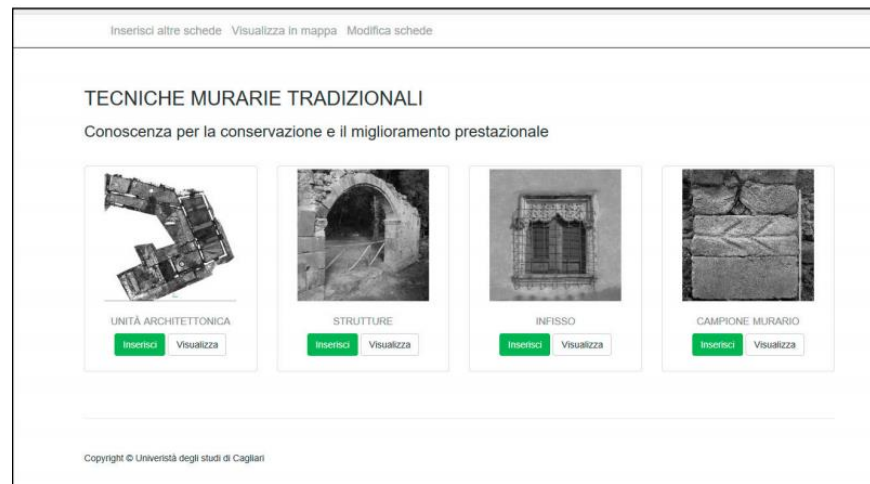 Inserisci altre schede Visualizza in mappa Modifica schede
TECNICHE MURARIE TRADIZIONALI
Conoscenza per la conservazione e il miglioramento prestazionale
UNITÀ ARCHITETTONICA
Inserisci Visualizza
STRUTTURE
Inserisci Visualizza
INFISSO
Inserisci Visualizza
CAMPIONE MURARIO
Inserisci Visualizza
Copyright © Univeristà degli studi di Cagliari